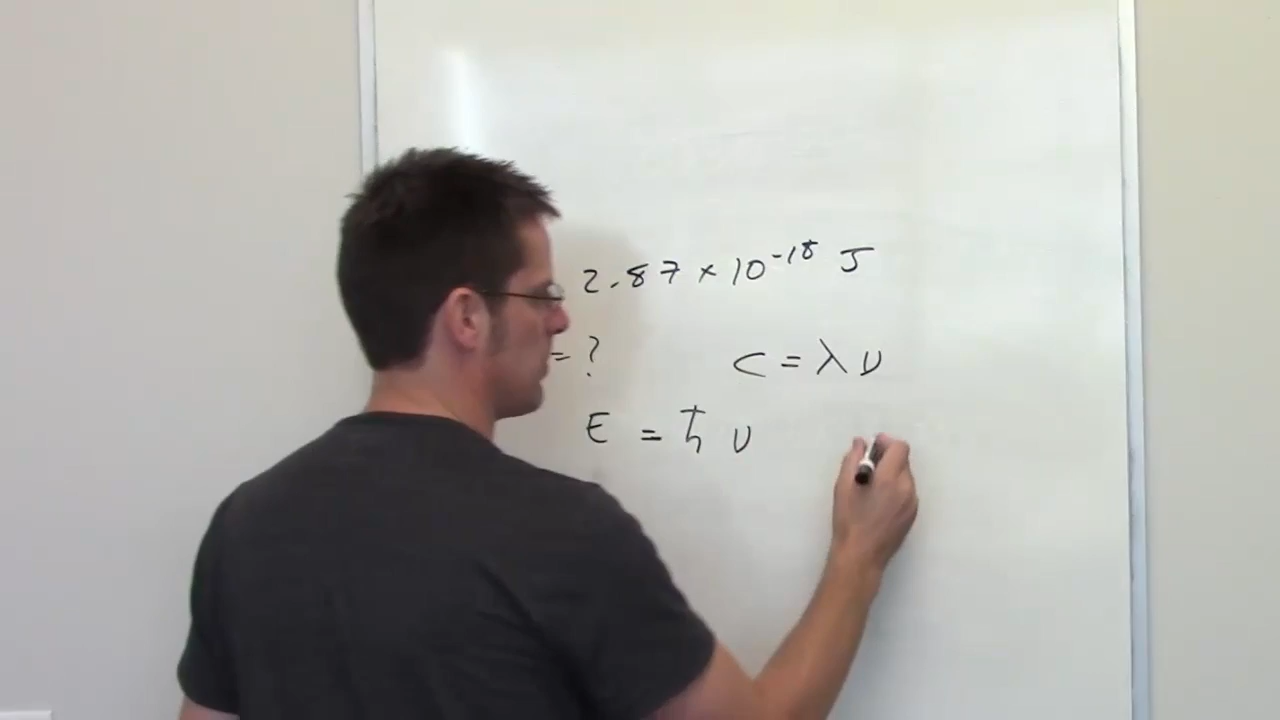 2.87 × 10⁻¹⁸ J
= ? C = λ ν
E = ℏ ν